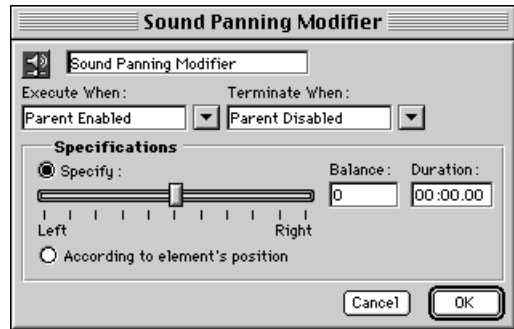 Sound Panning Modifier
Sound Panning Modifier
Execute When: Terminate When:
Parent Enabled Parent Disabled
Specifications
Specify: Balance: Duration:
0 00:00.00
Left Right
According to element's position
Cancel OK